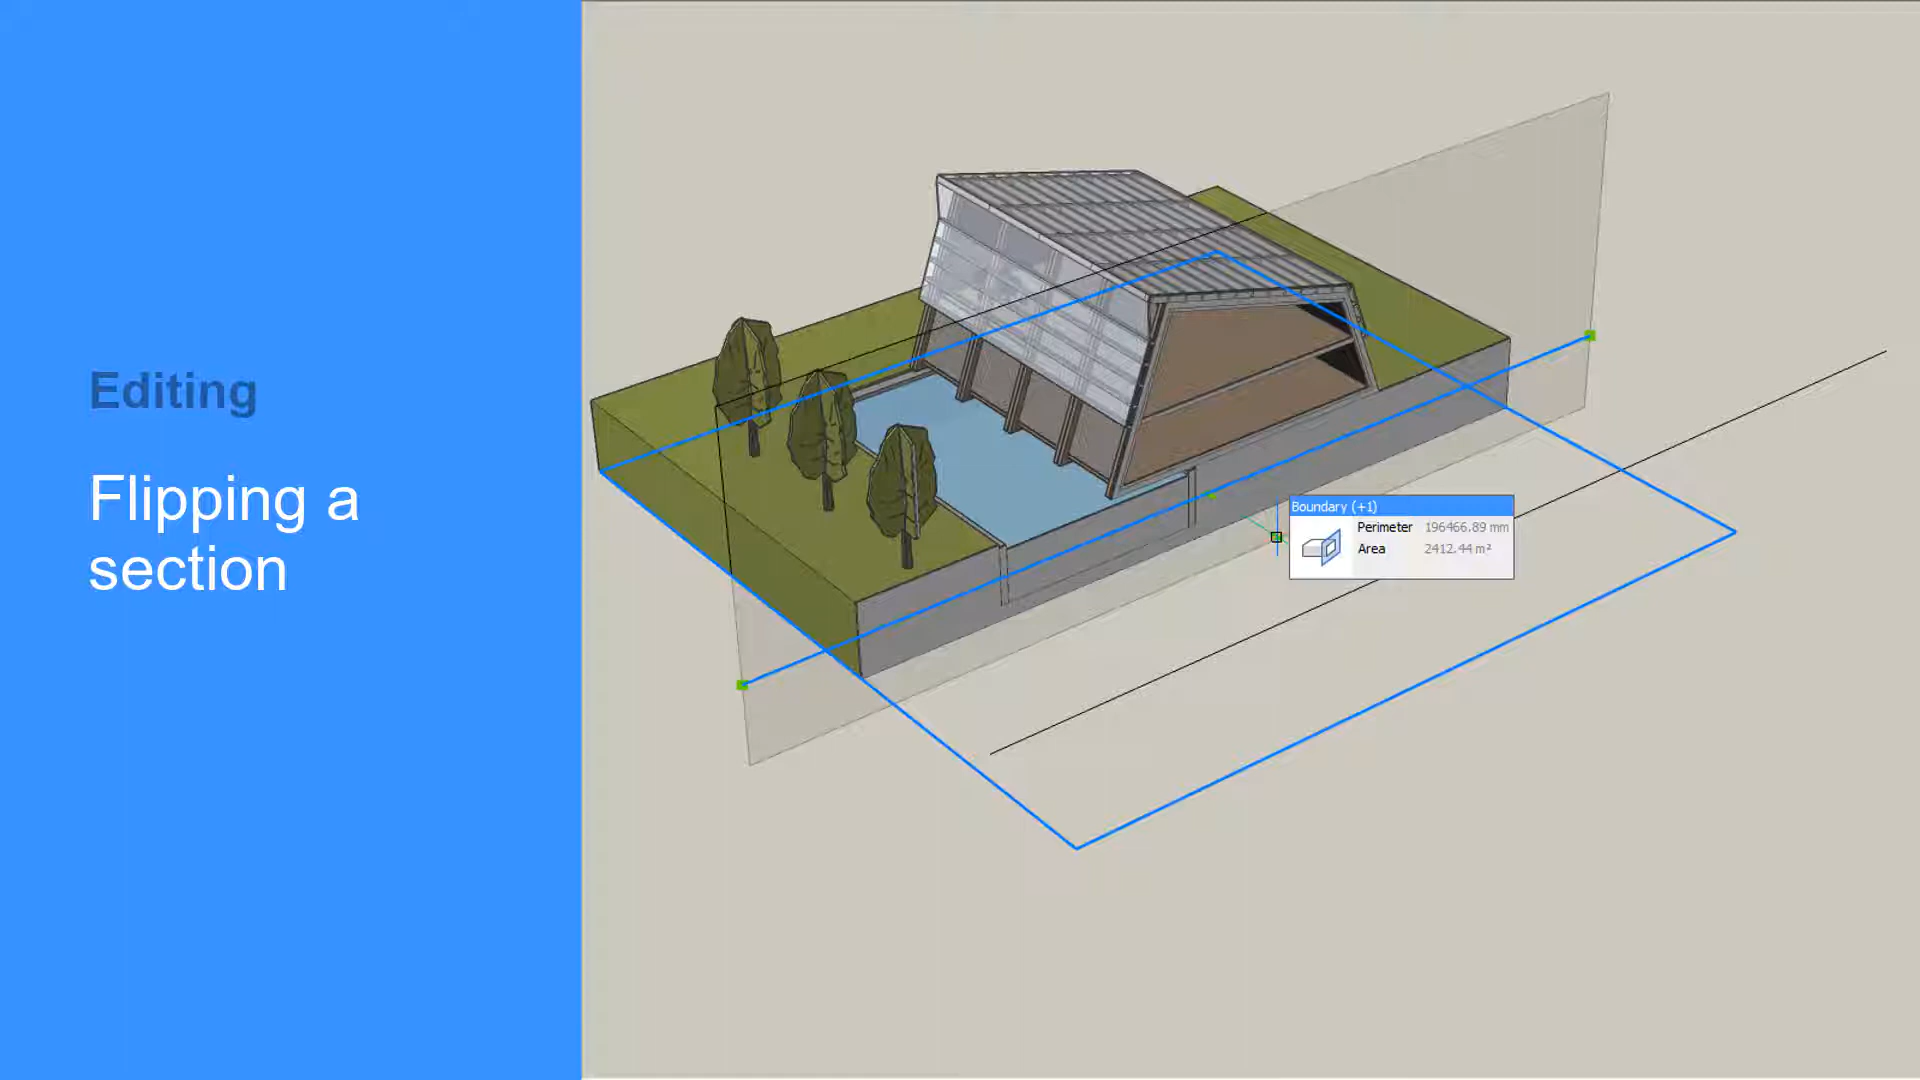 Editing
Flipping a
section
Boundary (+1)
Perimeter 196466.89 mm
Area 2412.44 m²